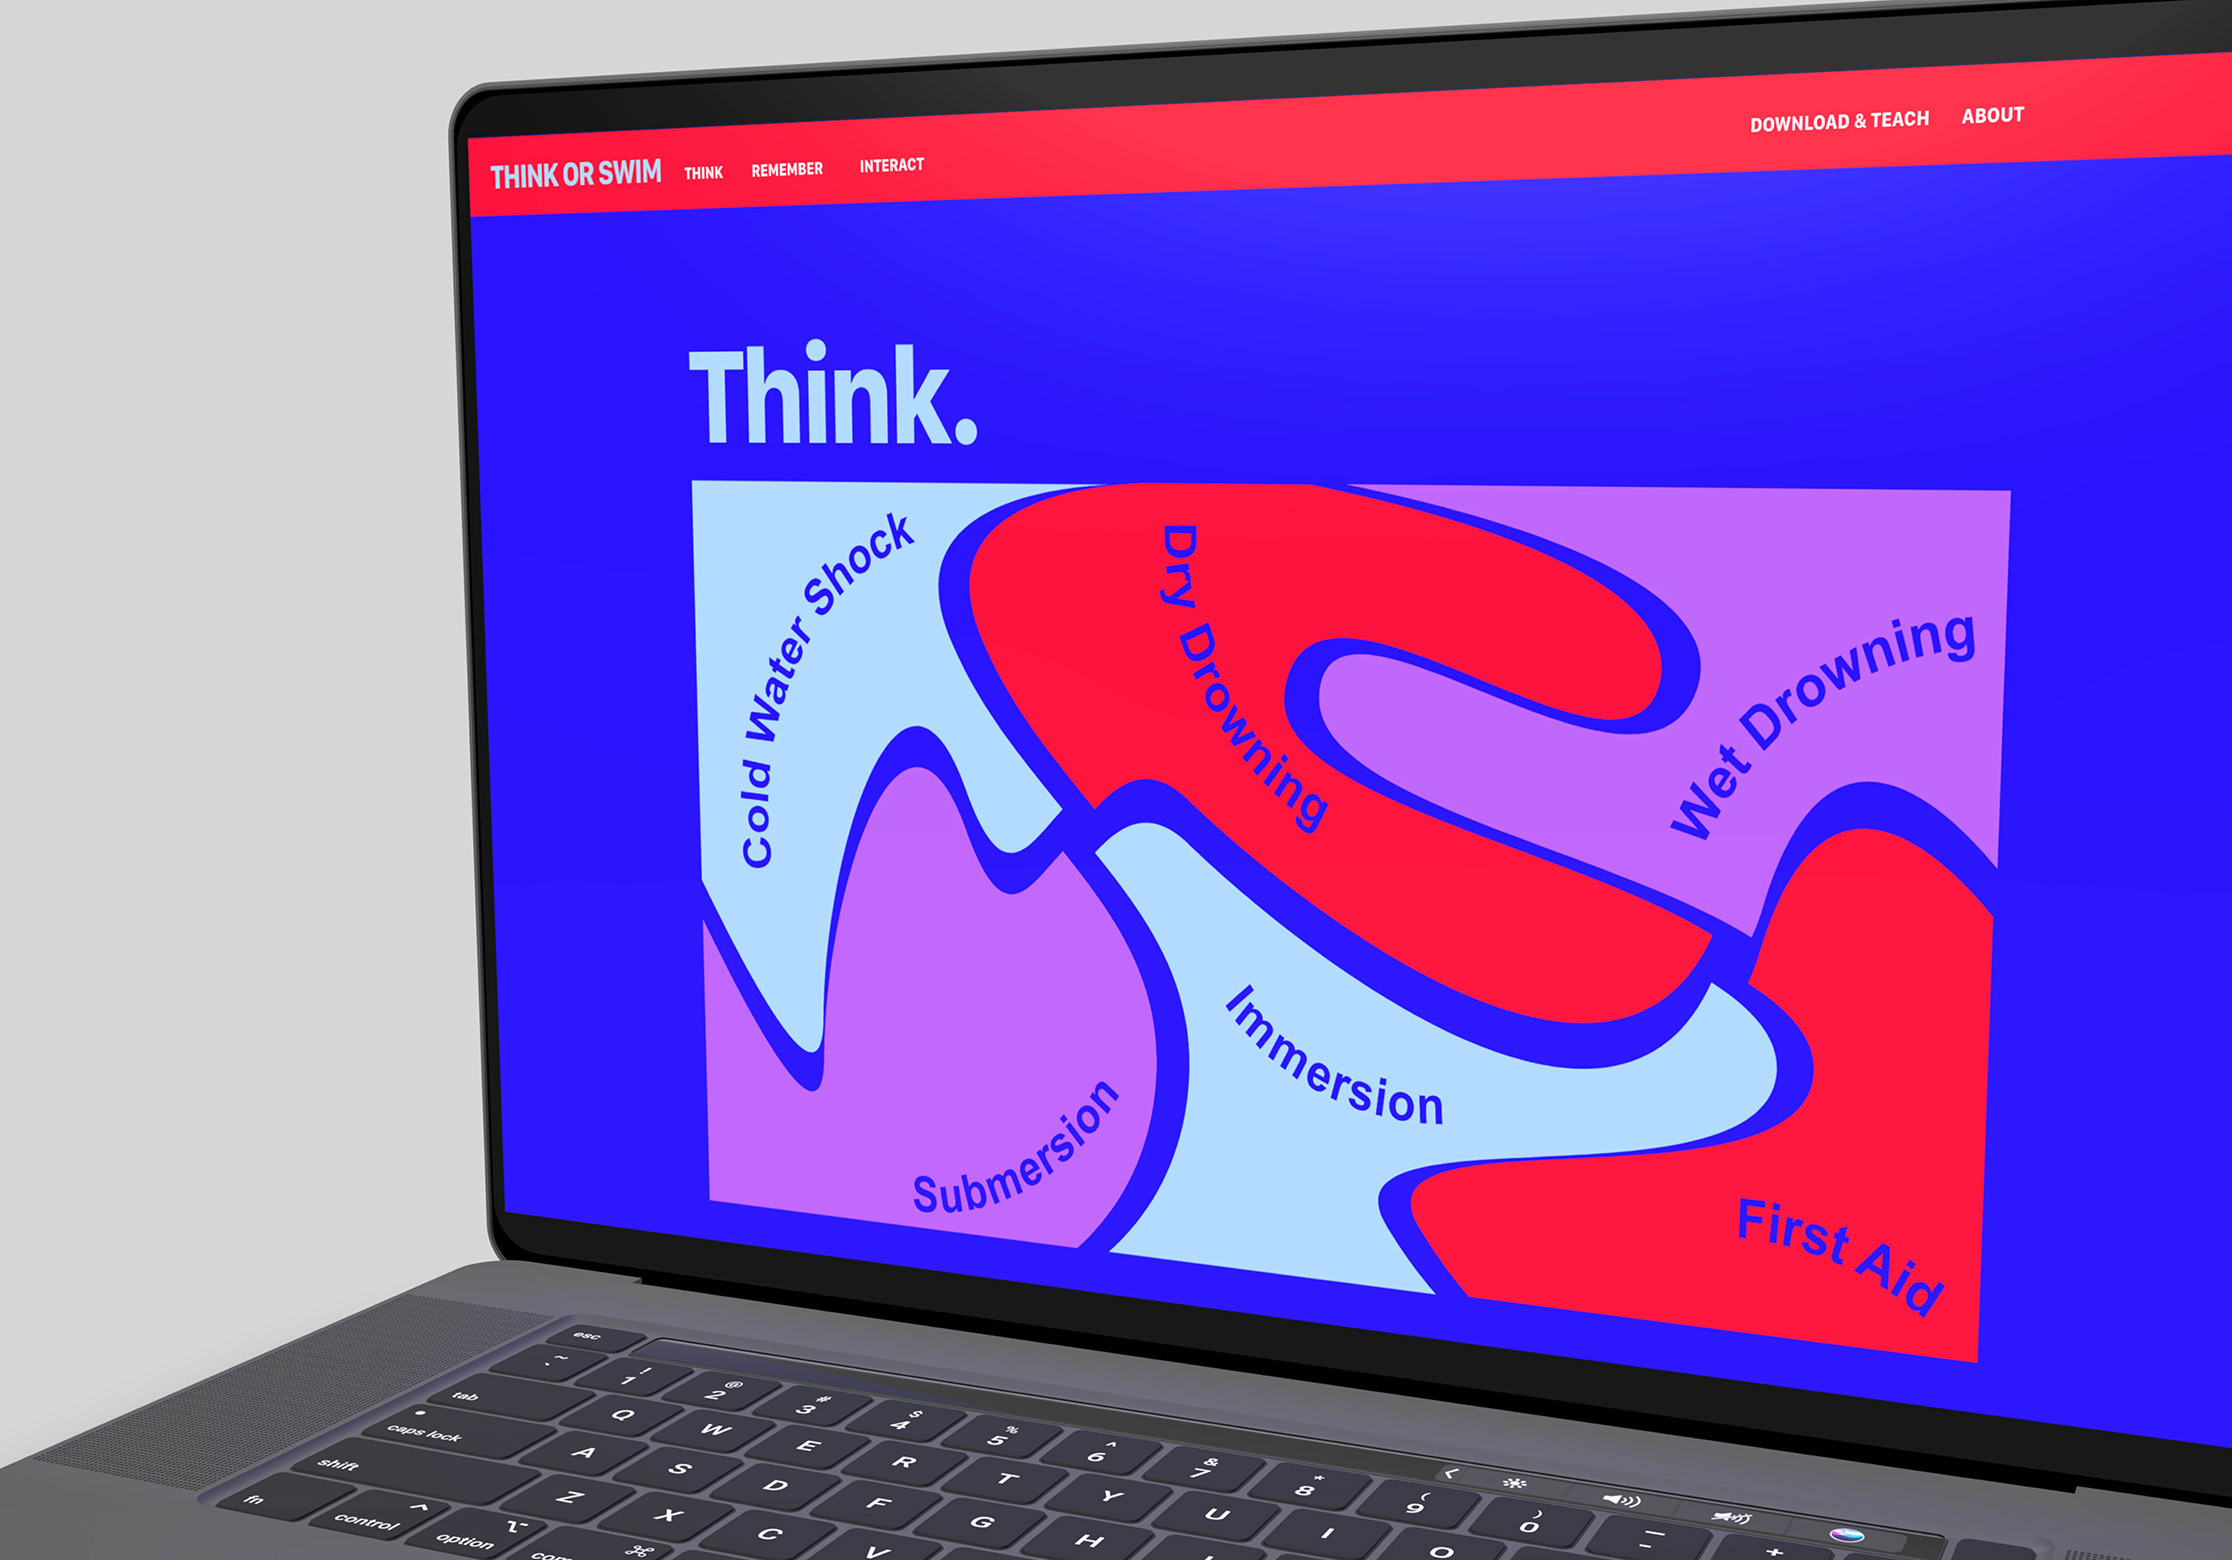 THINK OR SWIM THINK REMEMBER INTERACT DOWNLOAD & TEACH ABOUT
Think.
Cold Water Shock
Dry Drowning
Wet Drowning
Submersion
Immersion
First Aid
esc
~
! 1 @ 2 # 3 $ 4 % 5 ^ 6 & 7 * 8 ( 9 ) 0
tab Q W E R T Y U I O
caps lock A S D F G H
shift Z X C V
fn control option